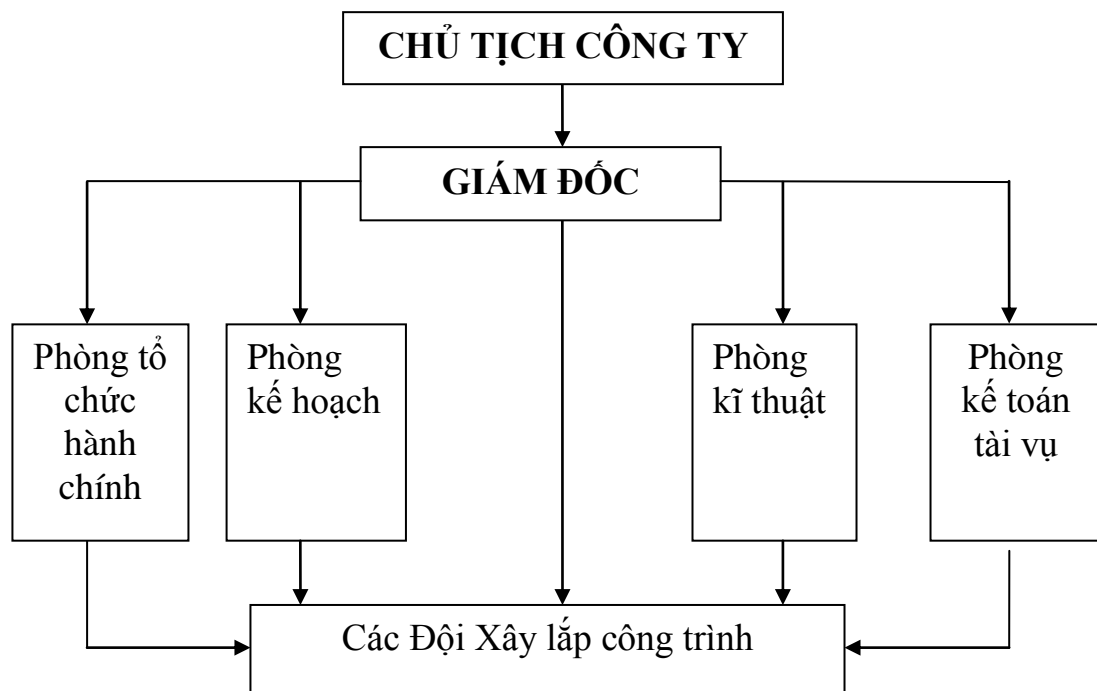 CHỦ TỊCH CÔNG TY
GIÁM ĐỐC
Phòng tổ
chức
hành
chính
Phòng
kế hoạch
Phòng
kĩ thuật
Phòng
kế toán
tài vụ
Các Đội Xây lắp công trình